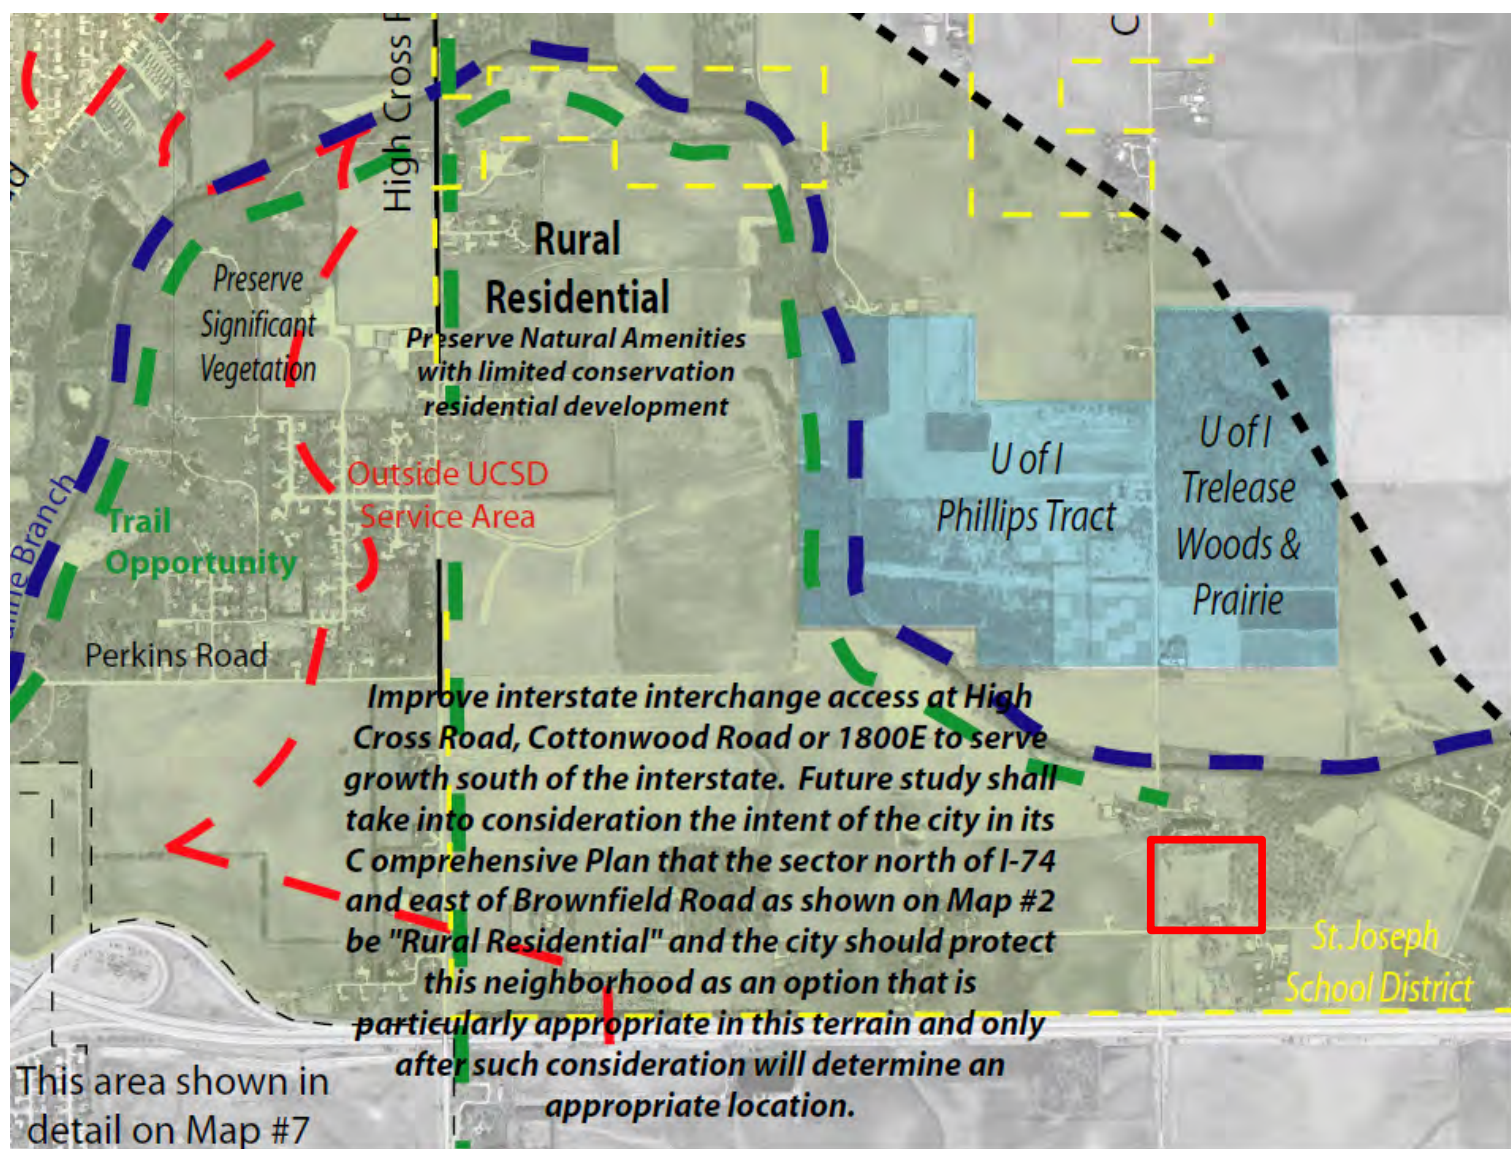 High Cross R
C
Rural
Residential
Preserve Natural Amenities
with limited conservation
residential development
Preserve
Significant
Vegetation
Outside UCSD
Service Area
Trail
Opportunity
Branch
Perkins Road
U of I
Phillips Tract
U of I
Trelease
Woods &
Prairie
Improve interstate interchange access at High
Cross Road, Cottonwood Road or 1800E to serve
growth south of the interstate. Future study shall
take into consideration the intent of the city in its
C omprehensive Plan that the sector north of I-74
and east of Brownfield Road as shown on Map #2
be "Rural Residential" and the city should protect
this neighborhood as an option that is
particularly appropriate in this terrain and only
after such consideration will determine an
appropriate location.
St. Joseph
School District
This area shown in
detail on Map #7